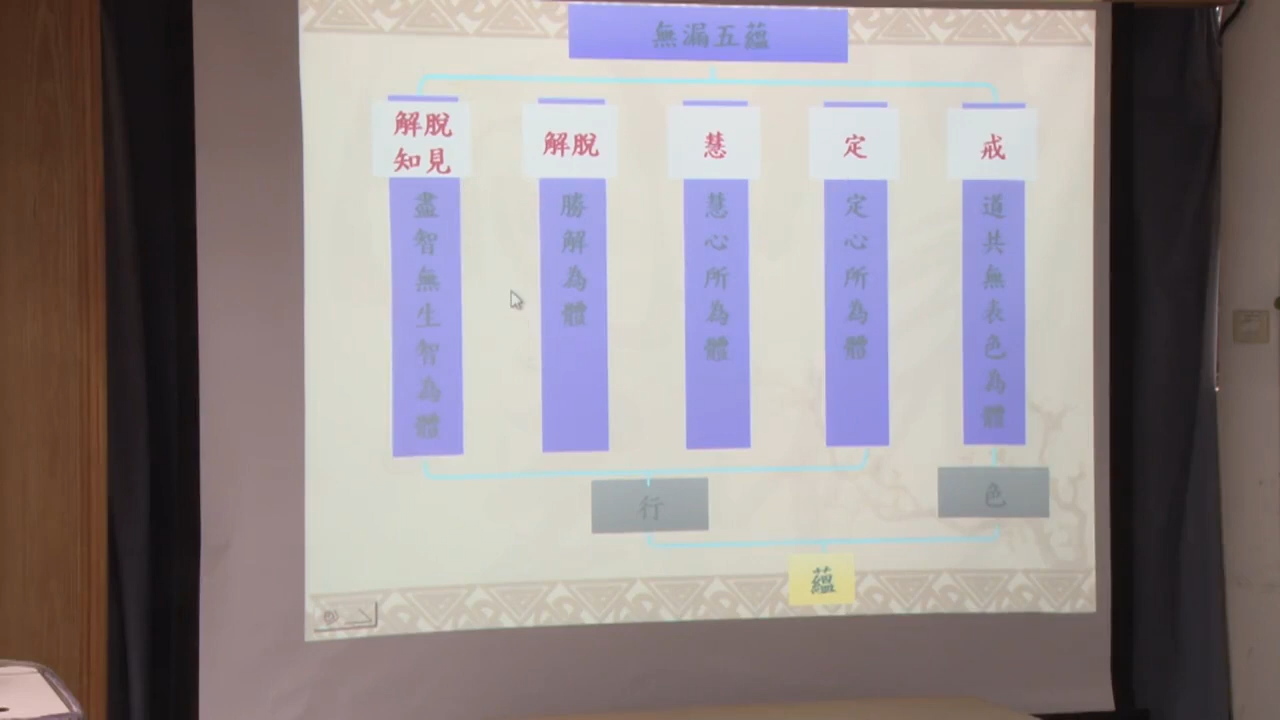 無漏五蘊
戒
道共無表色為體
定
定心所為體
慧
慧心所為體
解脫
勝解為體
解脫
知見
盡智無生智為體
色
行
蘊